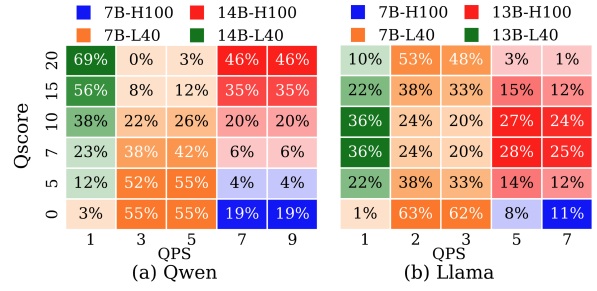 7B-H100 14B-H100
7B-L40 14B-L40
Qscore
20 69% 0% 3% 46% 46%
15 56% 8% 12% 35% 35%
10 38% 22% 26% 20% 20%
7 23% 38% 42% 6% 6%
5 12% 52% 55% 4% 4%
0 3% 55% 55% 19% 19%
1 3 5 7 9
QPS
(a) Qwen
7B-H100 13B-H100
7B-L40 13B-L40
10% 53% 48% 3% 1%
22% 38% 33% 15% 12%
36% 24% 20% 27% 24%
36% 24% 20% 28% 25%
22% 38% 33% 14% 12%
1% 63% 62% 8% 11%
1 2 3 5 7
QPS
(b) Llama